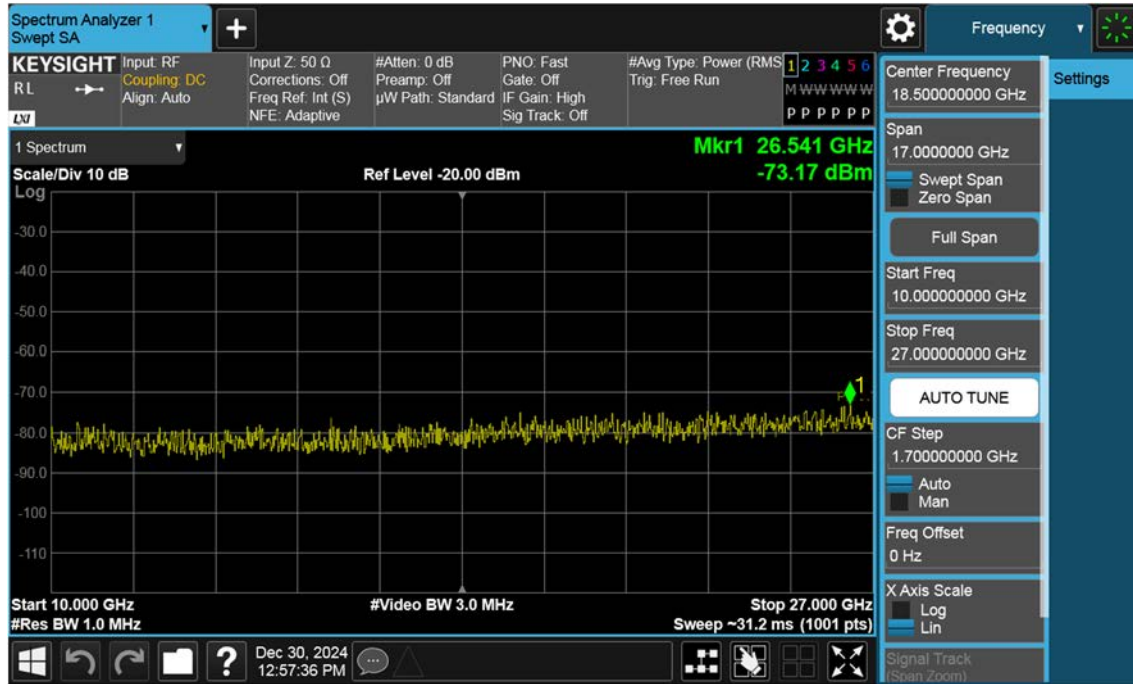 Spectrum Analyzer 1
Swept SA
Frequency
KEYSIGHT
RL
LXI
Input: RF
Coupling: DC
Align: Auto
Input Z: 50 Ω
Corrections: Off
Freq Ref: Int (S)
NFE: Adaptive
#Atten: 0 dB
Preamp: Off
µW Path: Standard
PNO: Fast
Gate: Off
IF Gain: High
Sig Track: Off
#Avg Type: Power (RMS
Trig: Free Run
1 2 3 4 5 6
M W W W W W
P P P P P P
1 Spectrum
Mkr1 26.541 GHz
-73.17 dBm
Scale/Div 10 dB
Ref Level -20.00 dBm
Log
-30.0
-40.0
-50.0
-60.0
-70.0
-80.0
-90.0
-100
-110
1
Start 10.000 GHz
#Video BW 3.0 MHz
Stop 27.000 GHz
#Res BW 1.0 MHz
Sweep ~31.2 ms (1001 pts)
?
Dec 30, 2024
12:57:36 PM
Center Frequency
18.500000000 GHz
Settings
Span
17.0000000 GHz
Swept Span
Zero Span
Full Span
Start Freq
10.000000000 GHz
Stop Freq
27.000000000 GHz
AUTO TUNE
CF Step
1.700000000 GHz
Auto
Man
Freq Offset
0 Hz
X Axis Scale
Log
Lin
Signal Track
(Span Zoom)